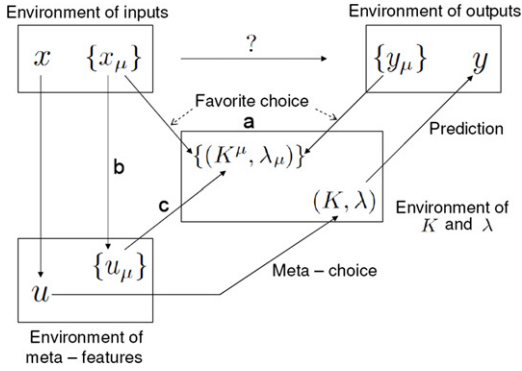 Environment of inputs
Environment of outputs
x {x_μ}
?
{y_μ} y
Favorite choice
a
Prediction
{(K^μ, λ_μ)}
b
c
(K, λ)
Environment of
K and λ
{u_μ}
Meta – choice
u
Environment of
meta – features